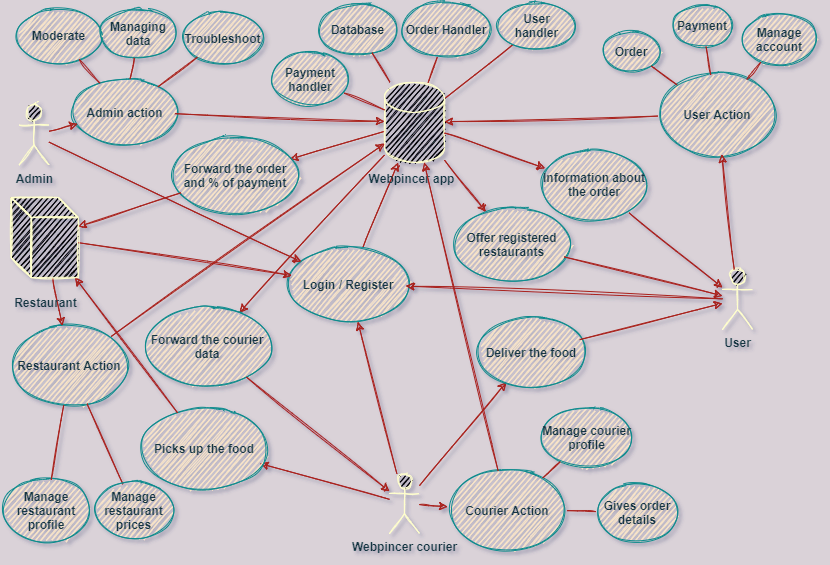 Moderate
Managing
data
Troubleshoot
Database
Order Handler
User
handler
Payment
handler
Order
Payment
Manage
account
Admin action
User Action
Admin
Webpincer app
Forward the order
and % of payment
Information about
the order
Offer registered
restaurants
Restaurant
Login / Register
User
Restaurant Action
Forward the courier
data
Deliver the food
Picks up the food
Manage courier
profile
Manage
restaurant
profile
Manage
restaurant
prices
Courier Action
Gives order
details
Webpincer courier